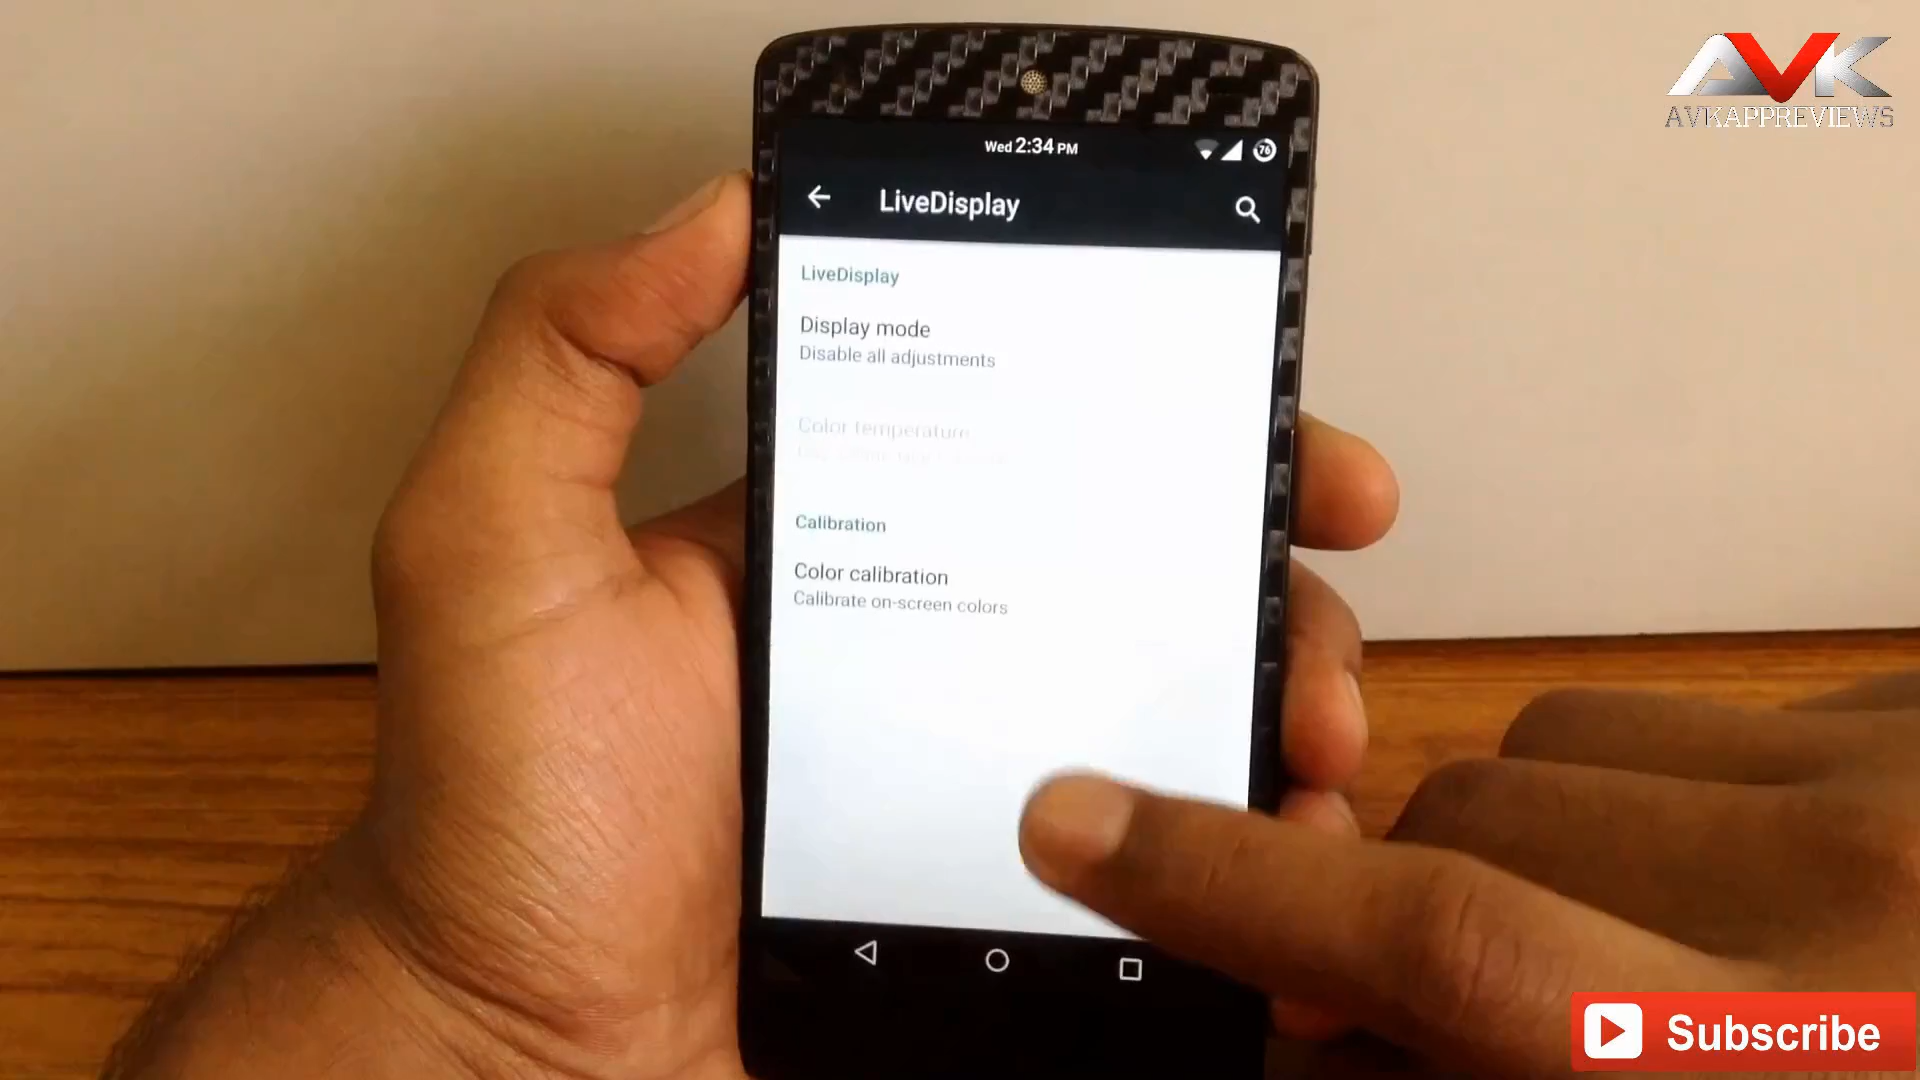 AVK
AVKAPPREVIEWS
Wed 2:34 PM
76
LiveDisplay
LiveDisplay
Display mode
Disable all adjustments
Color temperature
Calibration
Color calibration
Calibrate on-screen colors
Subscribe